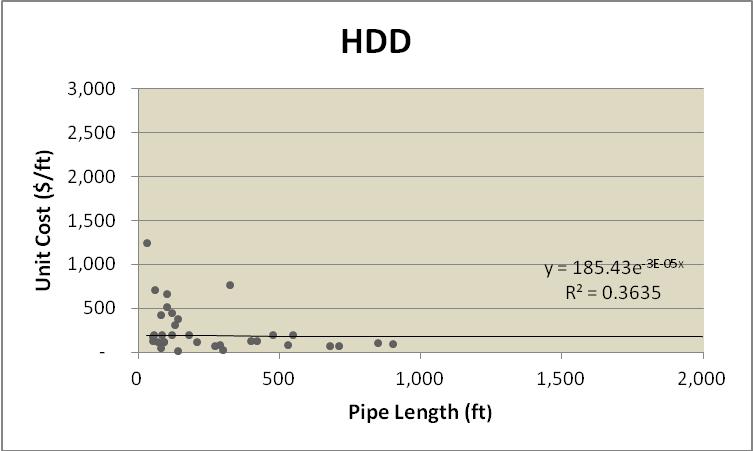 HDD
3,000
2,500
2,000
1,500
1,000
500
-
Unit Cost ($/ft)
y = 185.43e-3E-05x
R² = 0.3635
0 500 1,000 1,500 2,000
Pipe Length (ft)